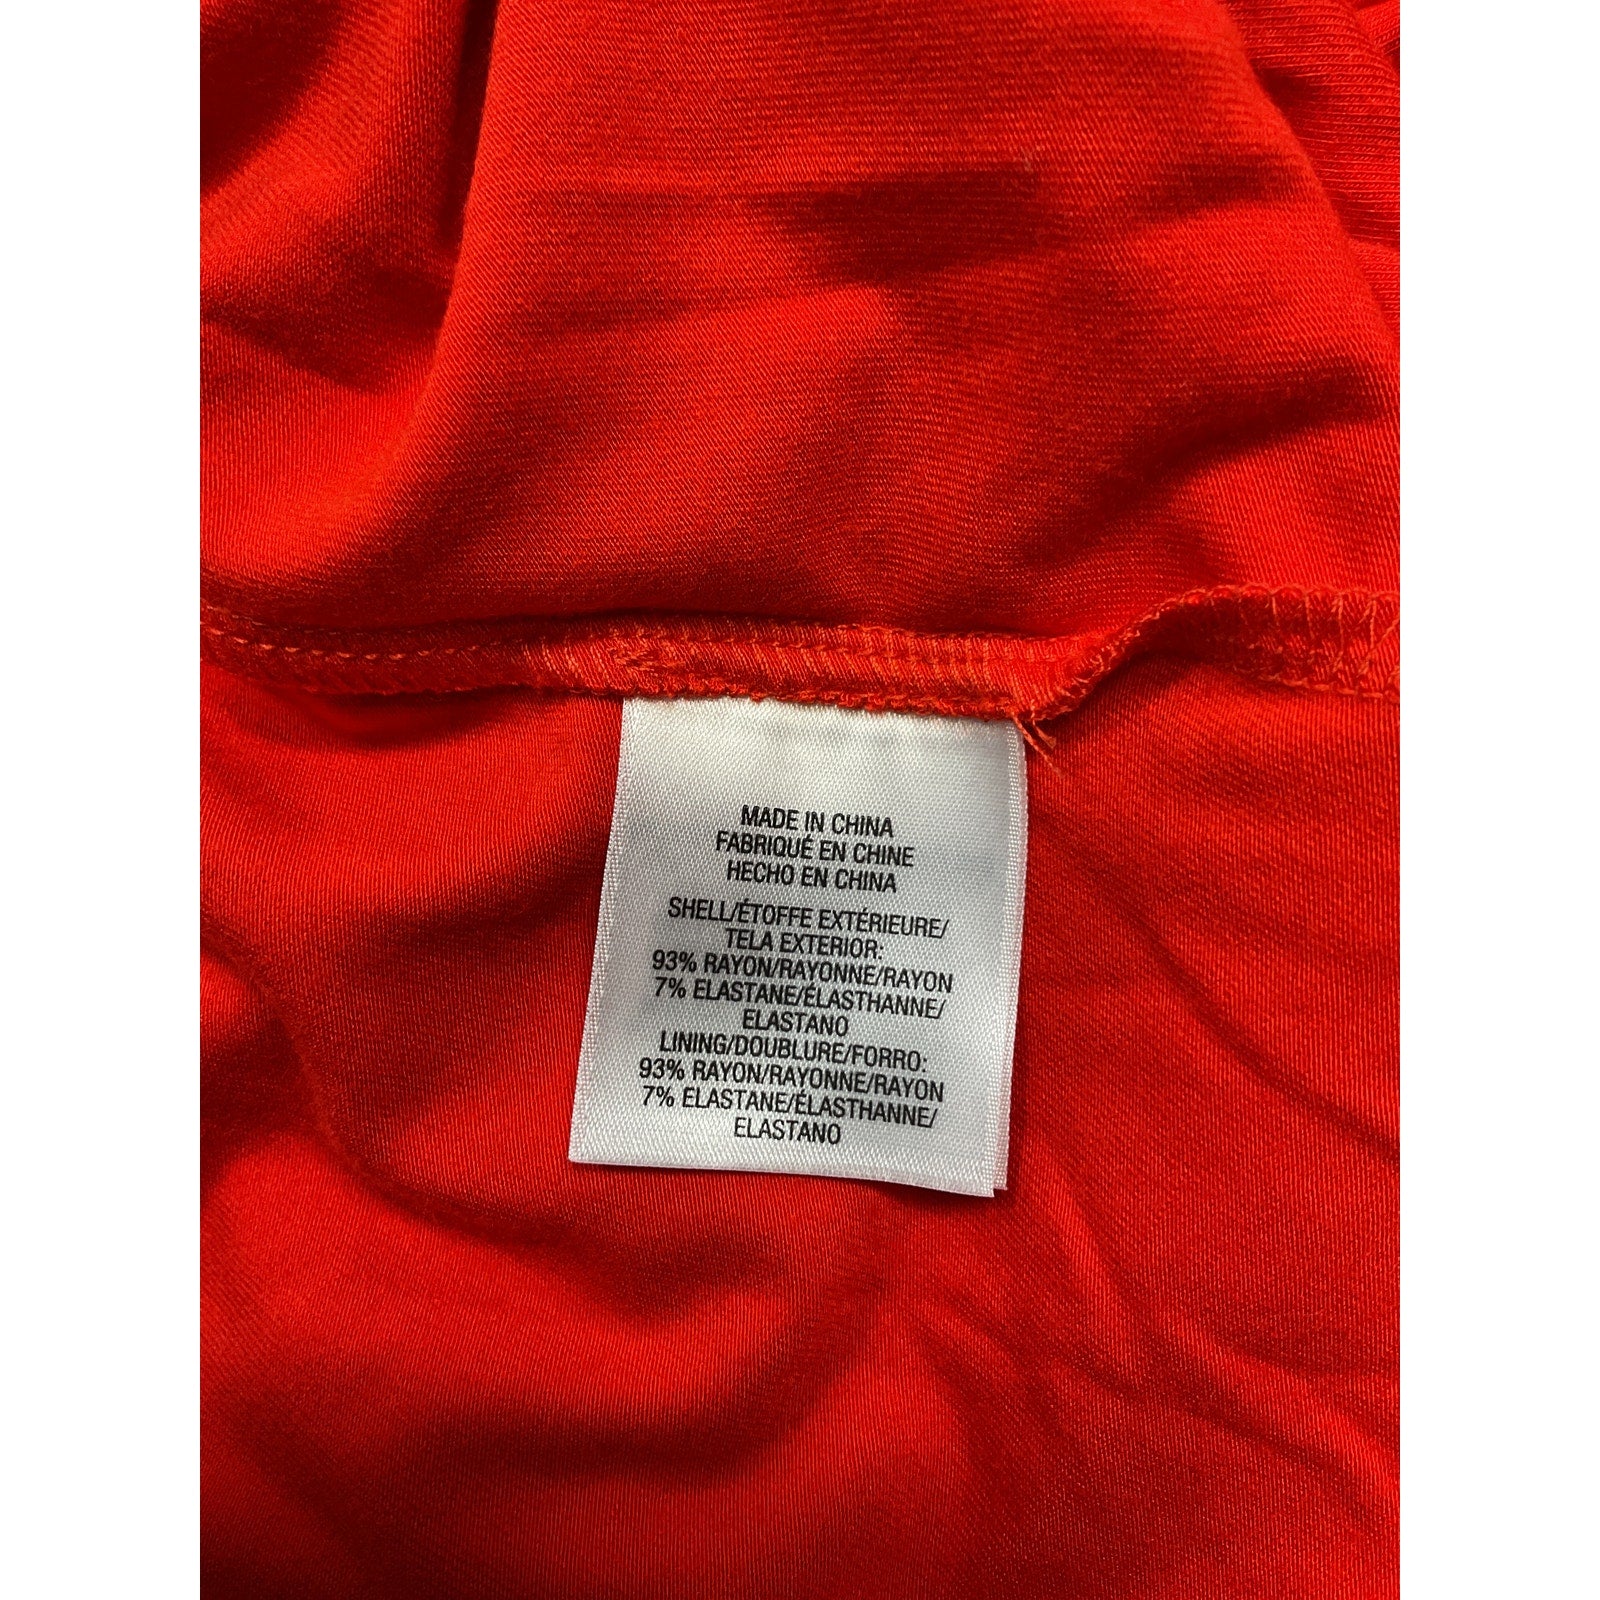 MADE IN CHINA
FABRIQUÉ EN CHINE
HECHO EN CHINA
SHELL/ÉTOFFE EXTÉRIEURE/
TELA EXTERIOR:
93% RAYON/RAYONNE/RAYON
7% ELASTANE/ÉLASTHANNE/
ELASTANO
LINING/DOUBLURE/FORRO:
93% RAYON/RAYONNE/RAYON
7% ELASTANE/ÉLASTHANNE/
ELASTANO